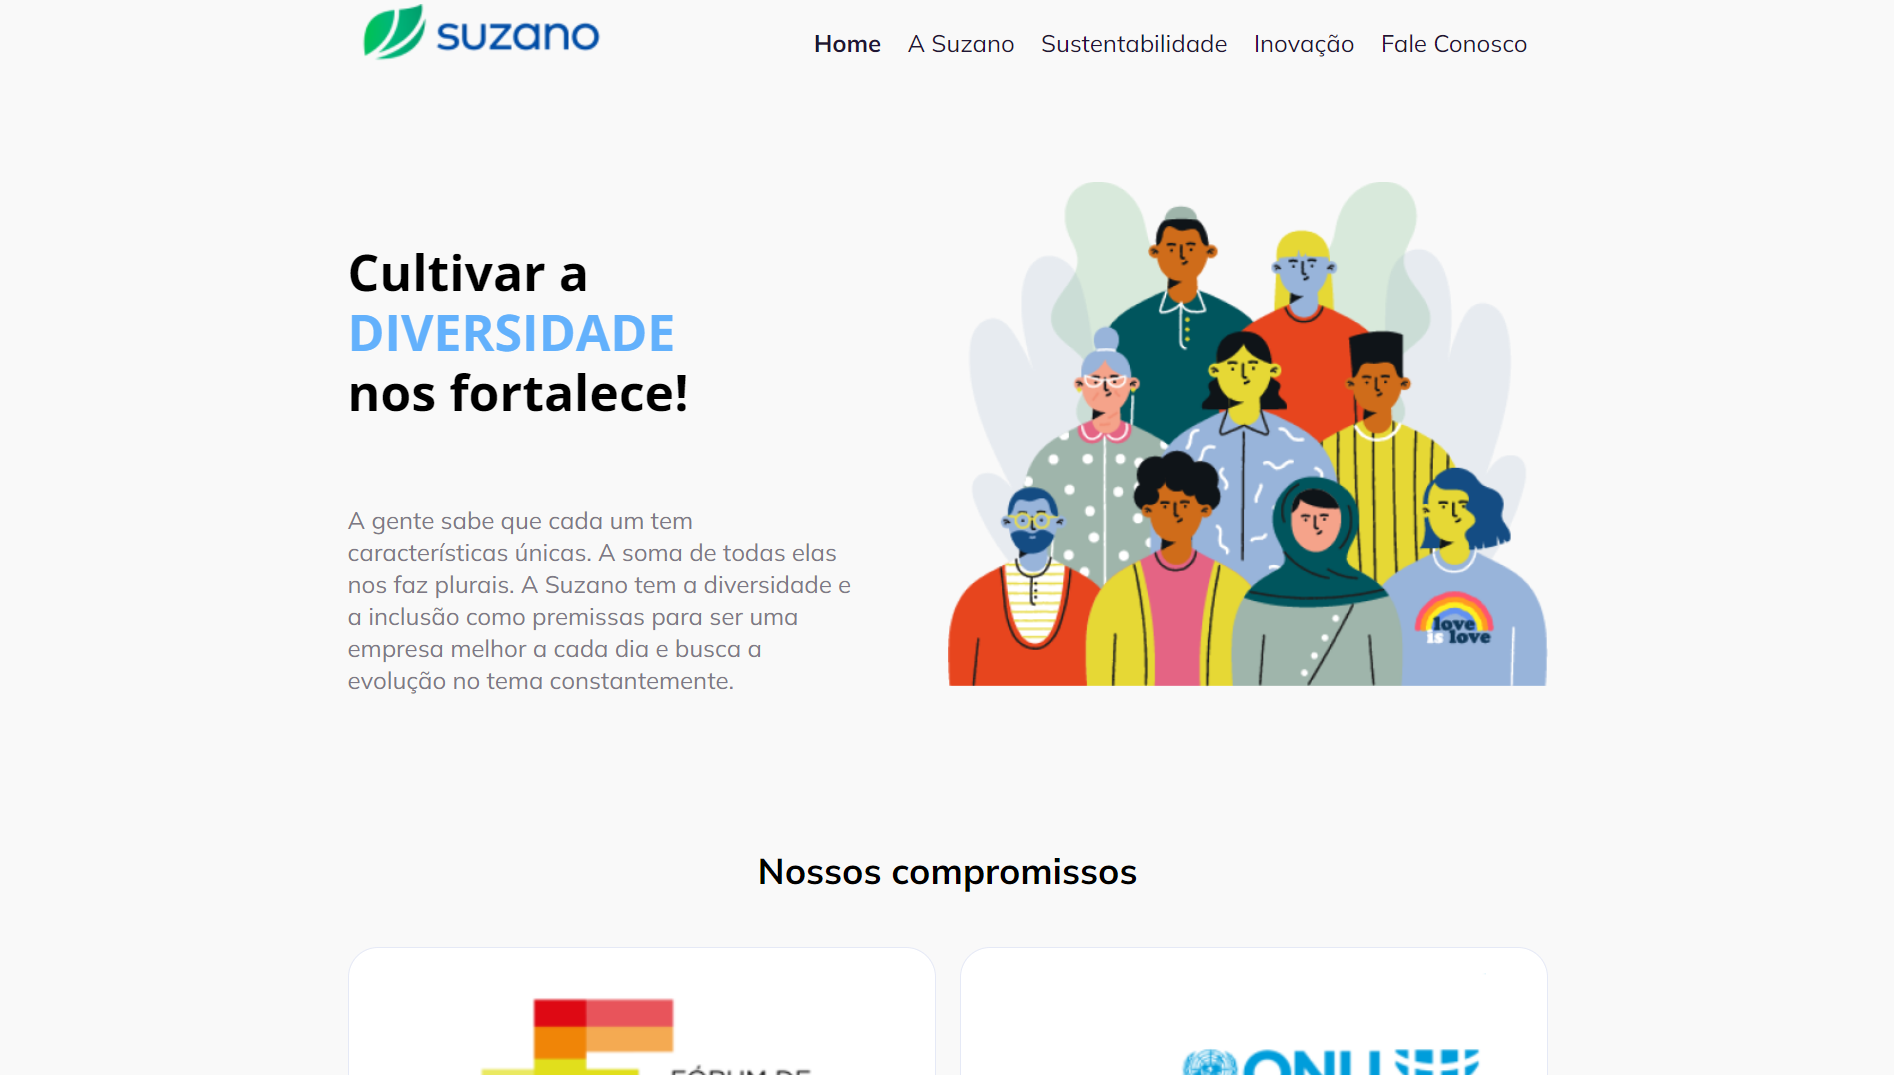 suzano
Home A Suzano Sustentabilidade Inovação Fale Conosco
Cultivar a
DIVERSIDADE
nos fortalece!
A gente sabe que cada um tem
características únicas. A soma de todas elas
nos faz plurais. A Suzano tem a diversidade e
a inclusão como premissas para ser uma
empresa melhor a cada dia e busca a
evolução no tema constantemente.
love
is love
Nossos compromissos
FÓRUM DE
ONU